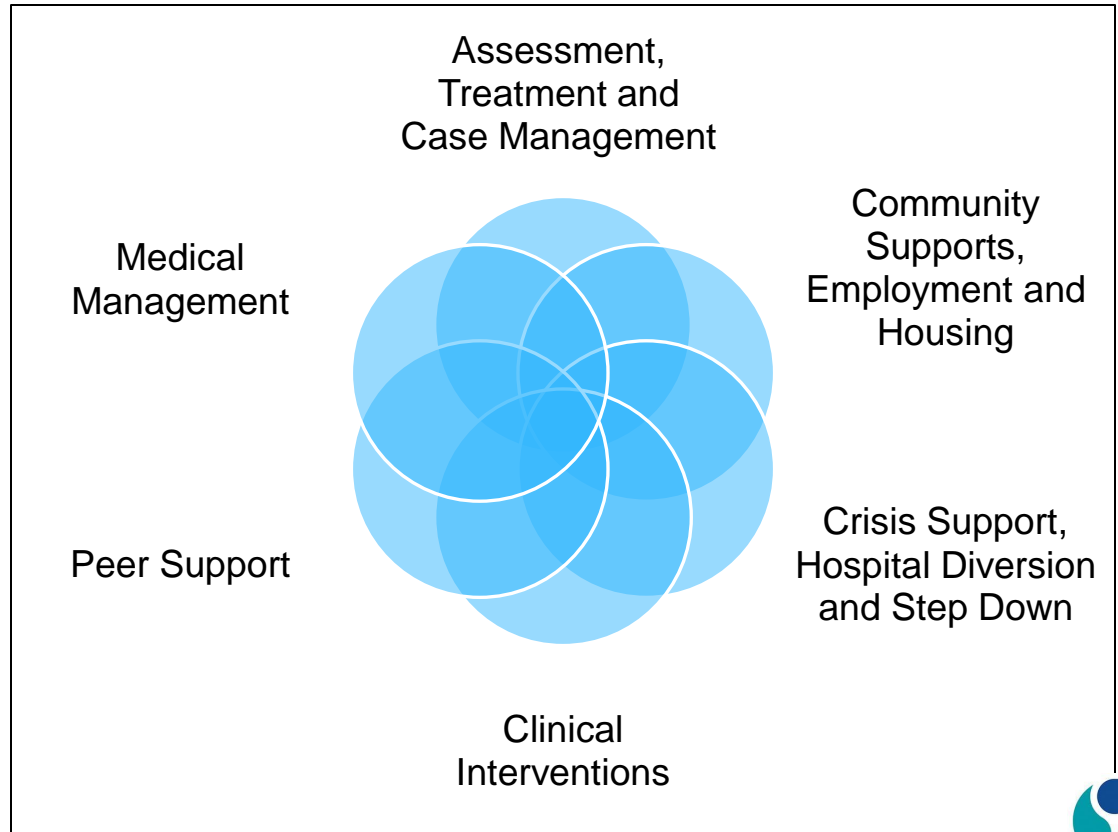 Assessment,
Treatment and
Case Management
Community
Supports,
Employment and
Housing
Crisis Support,
Hospital Diversion
and Step Down
Clinical
Interventions
Peer Support
Medical
Management